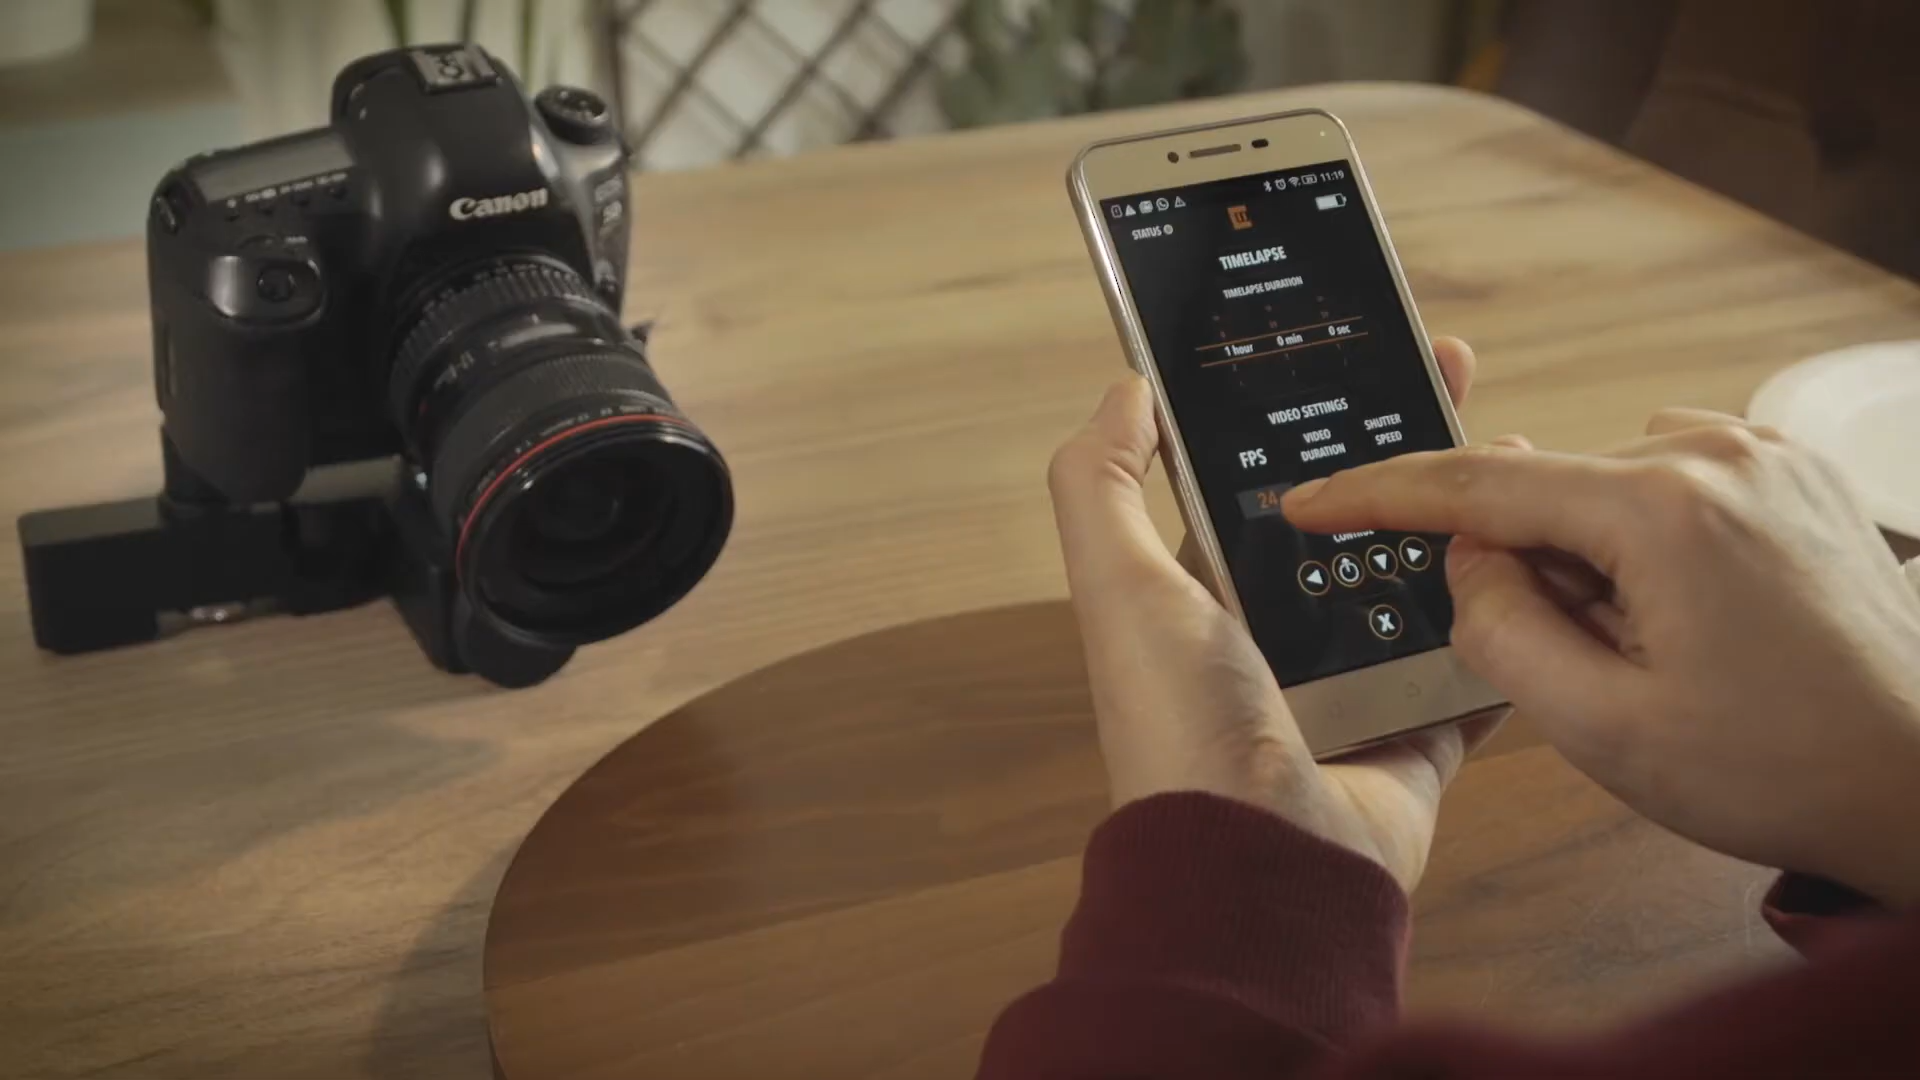 Canon
11:19
STATUS
TIMELAPSE
TIMELAPSE DURATION
1 hour 0 min 0 sec
VIDEO SETTINGS
FPS
VIDEO
DURATION
SHUTTER
SPEED
24
X